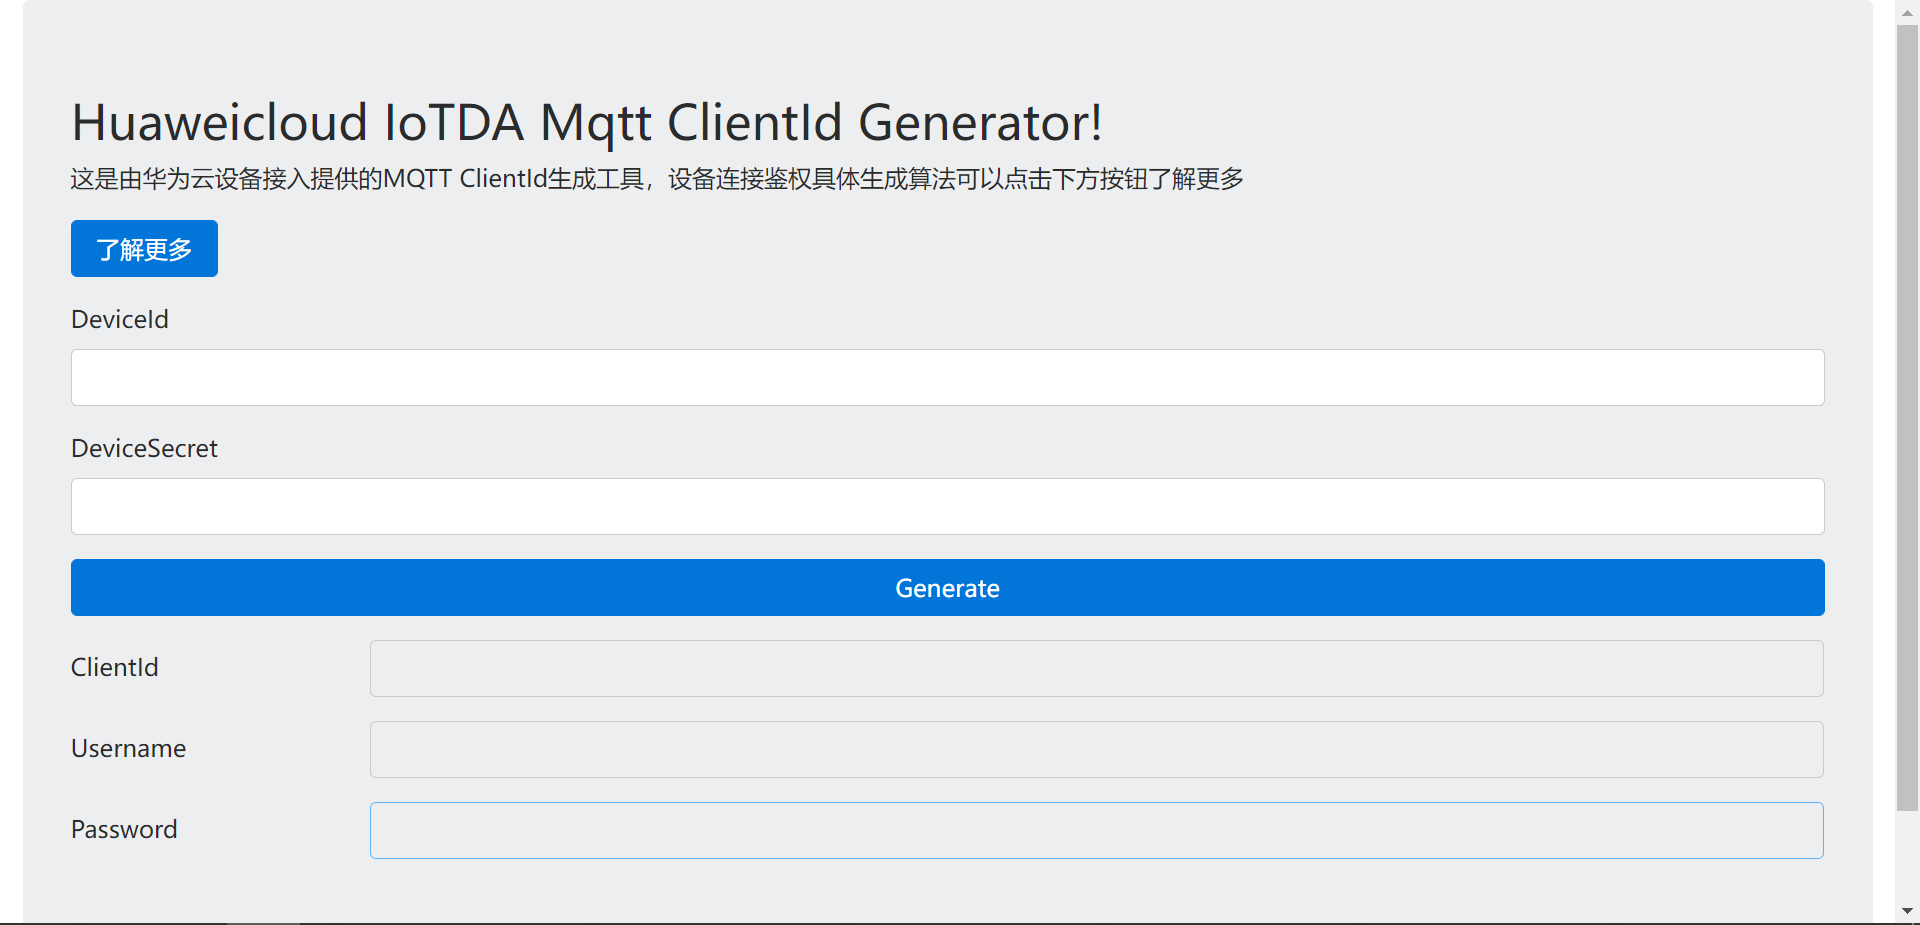 Huaweicloud IoTDA Mqtt ClientId Generator!
这是由华为云设备接入提供的MQTT ClientId生成工具，设备连接鉴权具体生成算法可以点击下方按钮了解更多
了解更多
DeviceId
DeviceSecret
Generate
ClientId
Username
Password